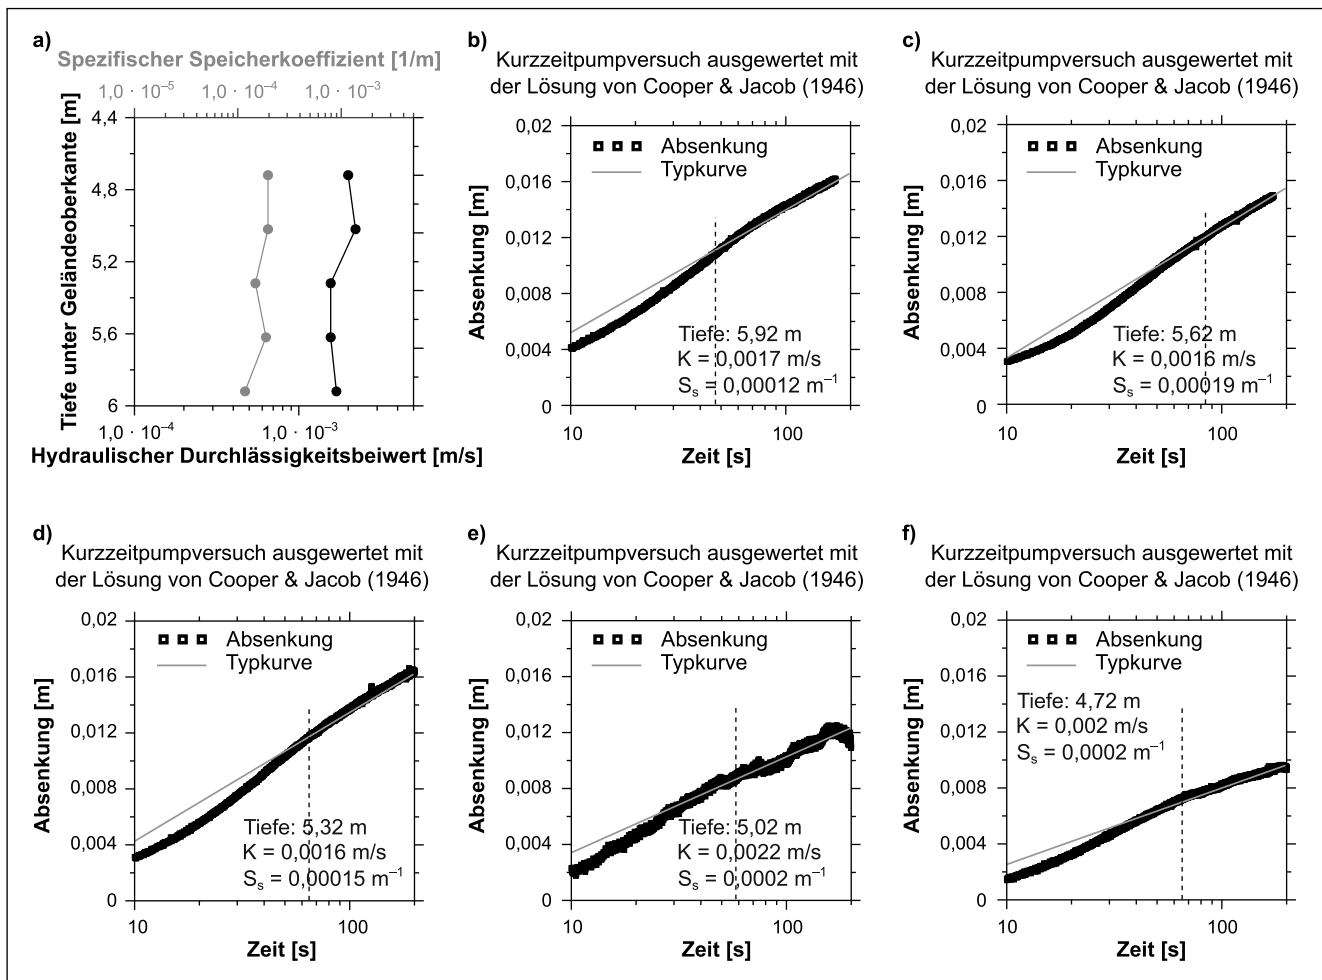 a)
Spezifischer Speicherkoeffizient [1/m]
1,0 · 10⁻⁵ 1,0 · 10⁻⁴ 1,0 · 10⁻³
Tiefe unter Geländeoberkante [m]
4,4
4,8
5,2
5,6
6
1,0 · 10⁻⁴ 1,0 · 10⁻³
Hydraulischer Durchlässigkeitsbeiwert [m/s]
b)
Kurzzeitpumpversuch ausgewertet mit
der Lösung von Cooper & Jacob (1946)
Absenkung [m]
0,02
0,016
0,012
0,008
0,004
0
Absenkung
Typkurve
Tiefe: 5,92 m
K = 0,0017 m/s
Sₛ = 0,00012 m⁻¹
10 100
Zeit [s]
c)
Kurzzeitpumpversuch ausgewertet mit
der Lösung von Cooper & Jacob (1946)
Absenkung [m]
0,02
0,016
0,012
0,008
0,004
0
Absenkung
Typkurve
Tiefe: 5,62 m
K = 0,0016 m/s
Sₛ = 0,00019 m⁻¹
10 100
Zeit [s]
d)
Kurzzeitpumpversuch ausgewertet mit
der Lösung von Cooper & Jacob (1946)
Absenkung [m]
0,02
0,016
0,012
0,008
0,004
0
Absenkung
Typkurve
Tiefe: 5,32 m
K = 0,0016 m/s
Sₛ = 0,00015 m⁻¹
10 100
Zeit [s]
e)
Kurzzeitpumpversuch ausgewertet mit
der Lösung von Cooper & Jacob (1946)
Absenkung [m]
0,02
0,016
0,012
0,008
0,004
0
Absenkung
Typkurve
Tiefe: 5,02 m
K = 0,0022 m/s
Sₛ = 0,0002 m⁻¹
10 100
Zeit [s]
f)
Kurzzeitpumpversuch ausgewertet mit
der Lösung von Cooper & Jacob (1946)
Absenkung [m]
0,02
0,016
0,012
0,008
0,004
0
Absenkung
Typkurve
Tiefe: 4,72 m
K = 0,002 m/s
Sₛ = 0,0002 m⁻¹
10 100
Zeit [s]